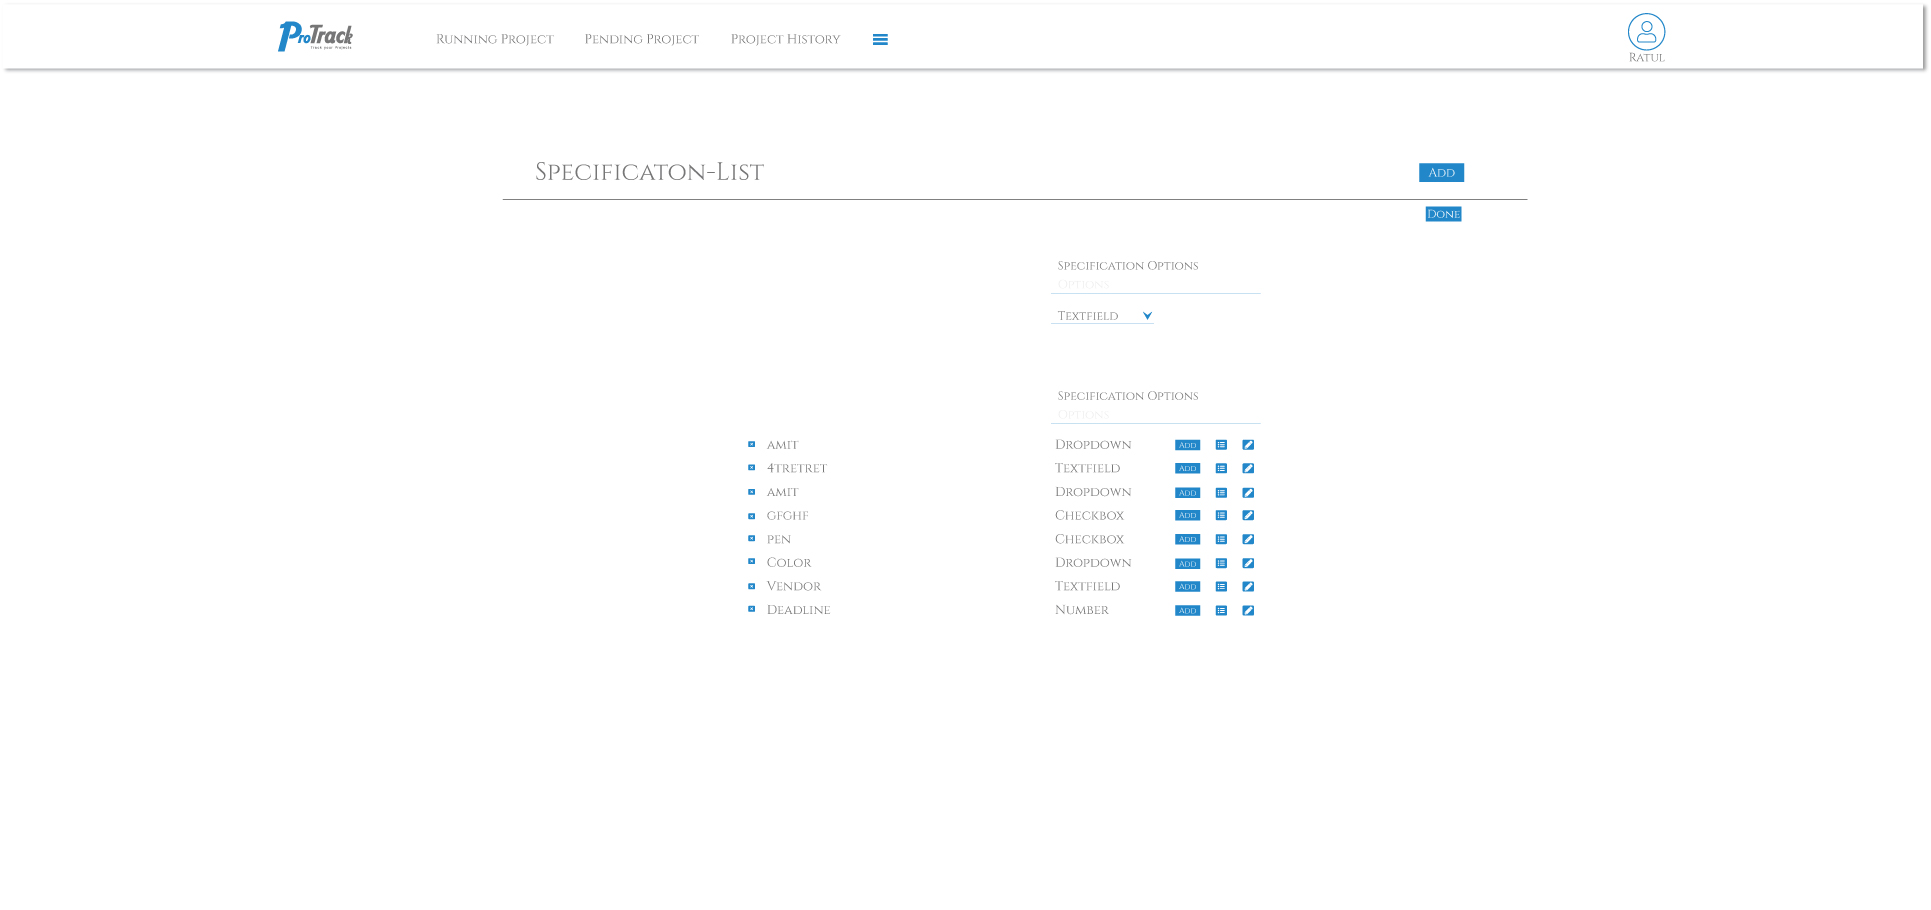 ProTrack
Track your Projects
Running Project Pending Project Project History
Ratul
Specificaton-List Add
Done
Specification Options
Options
Textfield
Specification Options
Options
amit Dropdown Add
4tretret Textfield Add
amit Dropdown Add
gfghf Checkbox Add
pen Checkbox Add
Color Dropdown Add
Vendor Textfield Add
Deadline Number Add